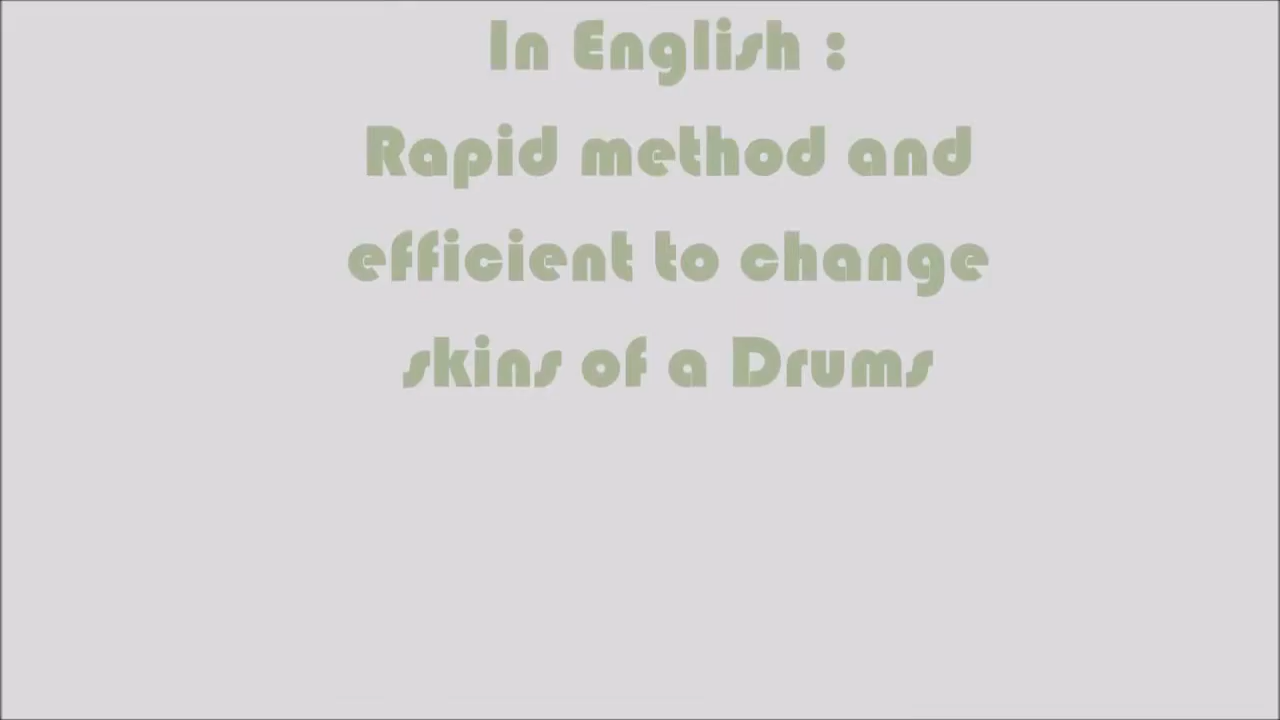 In English :
Rapid method and
efficient to change
skins of a Drums